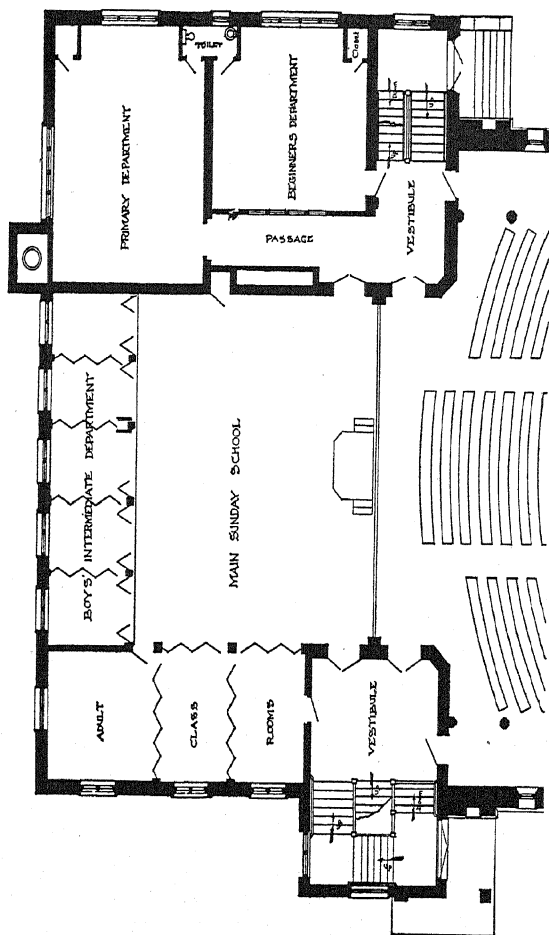 TOILET
CLOSET
PRIMARY DEPARTMENT
BEGINNERS DEPARTMENT
PASSAGE
VESTIBULE
BOYS' INTERMEDIATE DEPARTMENT
MAIN SUNDAY SCHOOL
ADULT
CLASS
ROOMS
VESTIBULE